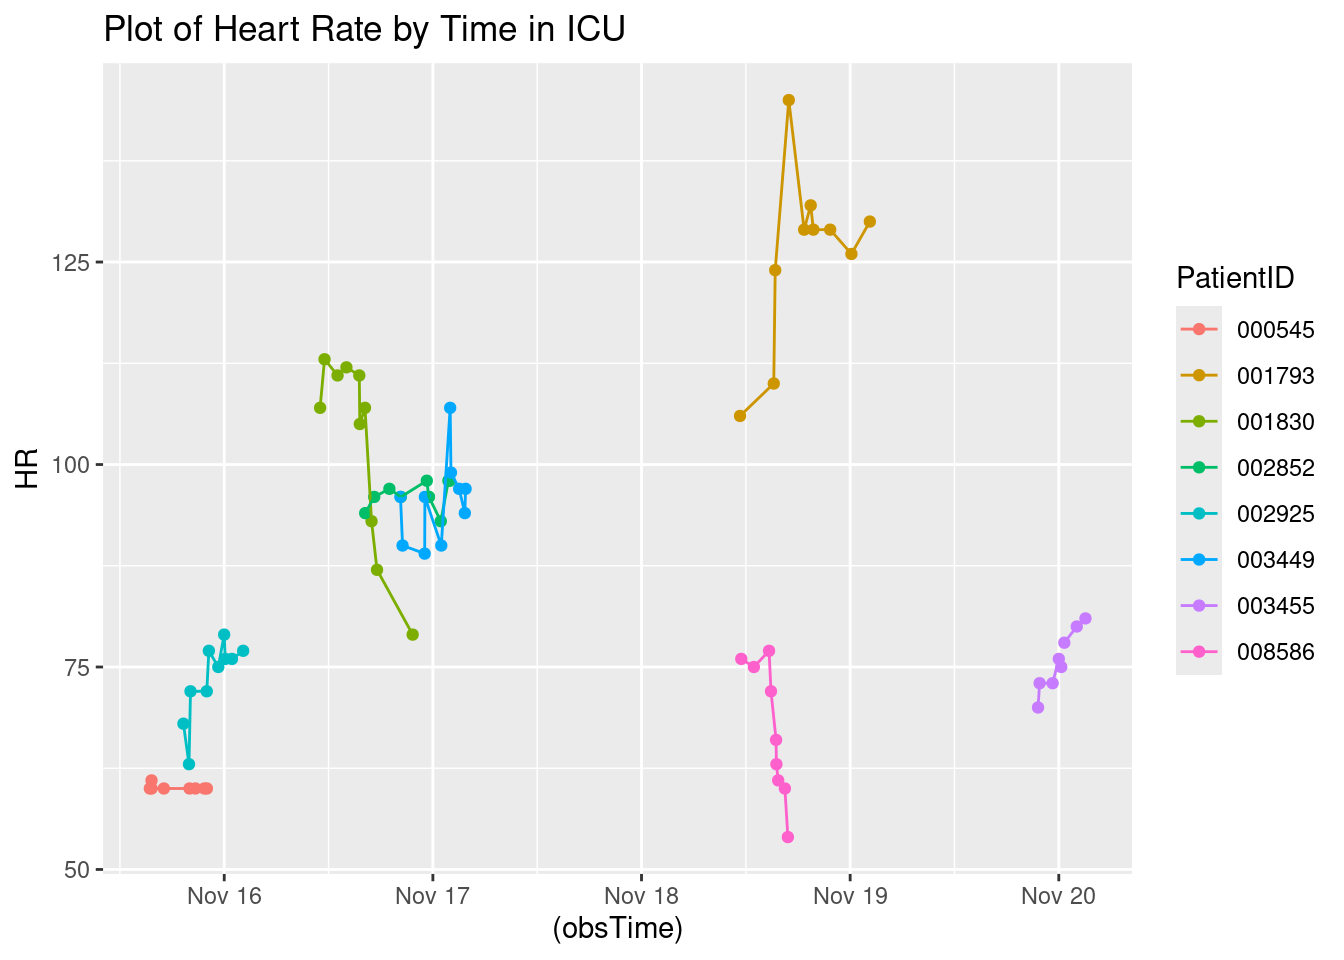 Plot of Heart Rate by Time in ICU
HR
125
100
75
50
Nov 16
Nov 17
Nov 18
Nov 19
Nov 20
(obsTime)
PatientID
000545
001793
001830
002852
002925
003449
003455
008586